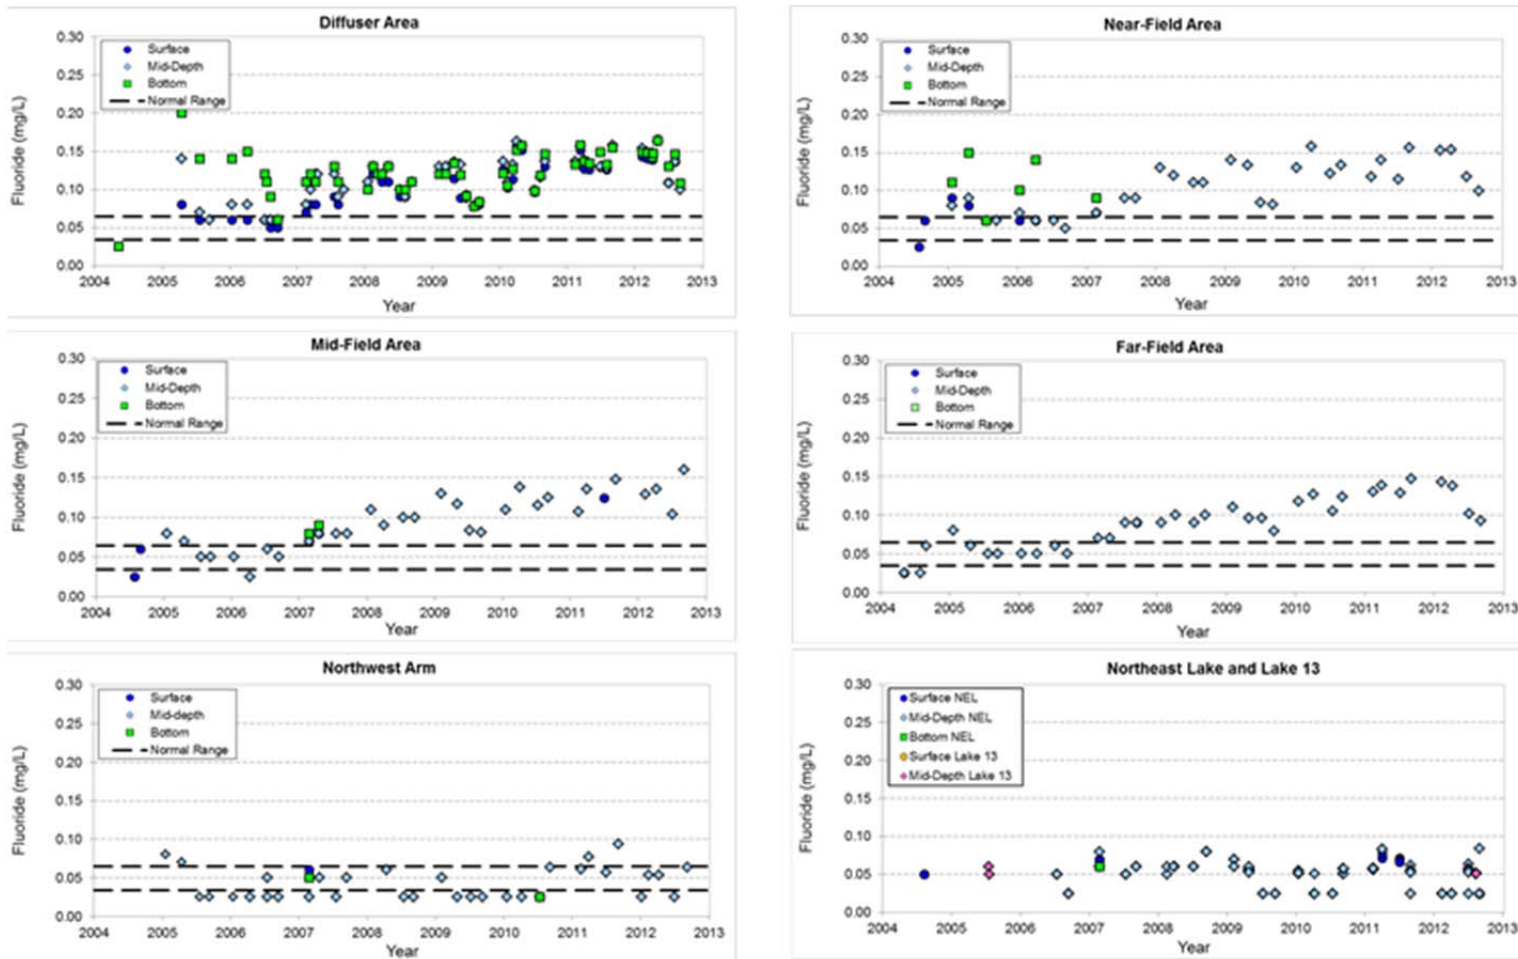 Diffuser Area
Fluoride (mg/L)
0.30
0.25
0.20
0.15
0.10
0.05
0.00
Surface
Mid-Depth
Bottom
Normal Range
2004 2005 2006 2007 2008 2009 2010 2011 2012 2013
Year
Near-Field Area
Fluoride (mg/L)
0.30
0.25
0.20
0.15
0.10
0.05
0.00
Surface
Mid-Depth
Bottom
Normal Range
2004 2005 2006 2007 2008 2009 2010 2011 2012 2013
Year
Mid-Field Area
Fluoride (mg/L)
0.30
0.25
0.20
0.15
0.10
0.05
0.00
Surface
Mid-Depth
Bottom
Normal Range
2004 2005 2006 2007 2008 2009 2010 2011 2012 2013
Year
Far-Field Area
Fluoride (mg/L)
0.30
0.25
0.20
0.15
0.10
0.05
0.00
Surface
Mid-Depth
Bottom
Normal Range
2004 2005 2006 2007 2008 2009 2010 2011 2012 2013
Year
Northwest Arm
Fluoride (mg/L)
0.30
0.25
0.20
0.15
0.10
0.05
0.00
Surface
Mid-depth
Bottom
Normal Range
2004 2005 2006 2007 2008 2009 2010 2011 2012 2013
Year
Northeast Lake and Lake 13
Fluoride (mg/L)
0.30
0.25
0.20
0.15
0.10
0.05
0.00
Surface NEL
Mid-Depth NEL
Bottom NEL
Surface Lake 13
Mid-Depth Lake 13
2004 2005 2006 2007 2008 2009 2010 2011 2012 2013
Year